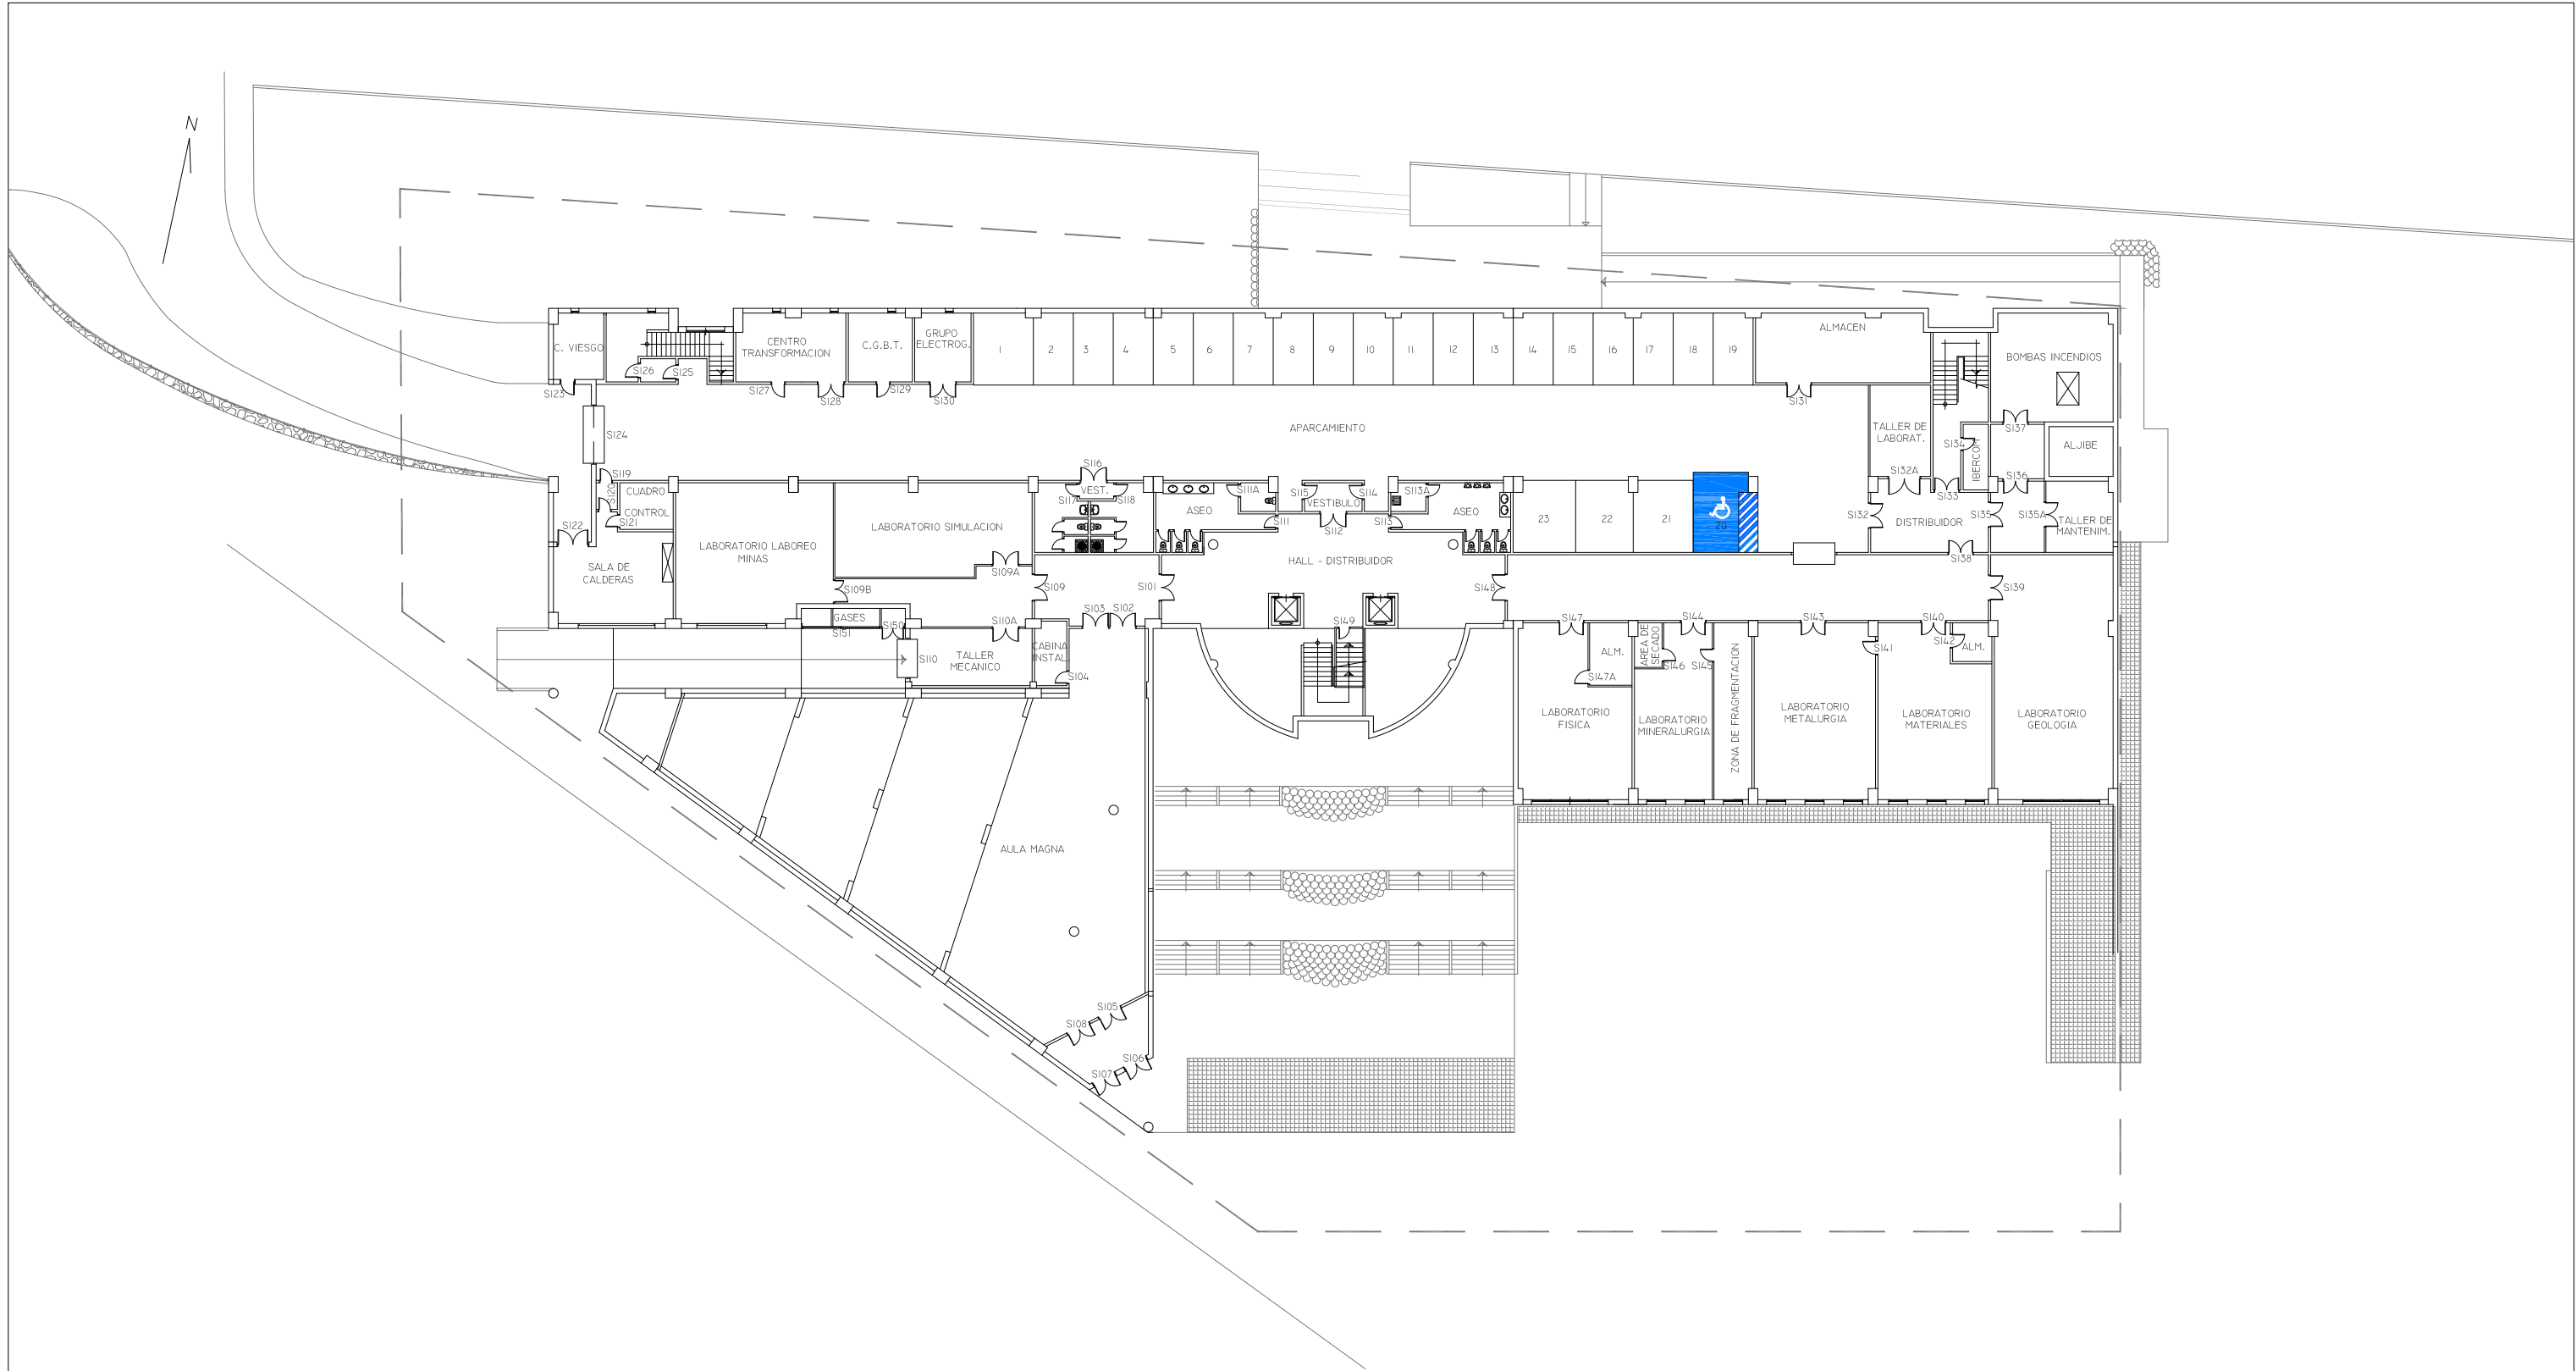 N
C. VIESGO
S123
S126
S125
CENTRO
TRANSFORMACION
S127
S128
C.G.B.T.
S129
GRUPO
ELECTROG.
S130
1
2
3
4
5
6
7
8
9
10
11
12
13
14
15
16
17
18
19
ALMACEN
S131
BOMBAS INCENDIOS
S137
S124
APARCAMIENTO
TALLER DE
LABORAT.
S132A
S134
IBERCOM
S133
S136
ALJIBE
S119
S120
CUADRO
CONTROL
S121
S122
SALA DE
CALDERAS
LABORATORIO LABOREO
MINAS
LABORATORIO SIMULACION
S109A
S109B
S116
VEST.
S117
S118
ASEO
S111A
S111
S115
VESTIBULO
S114
S112
S113A
S113
ASEO
23
22
21
20
S132
DISTRIBUIDOR
S135
S135A
TALLER DE
MANTENIM.
S138
HALL - DISTRIBUIDOR
S109
S101
S148
S139
GASES
S151
S150
S110A
S103
S102
S110
TALLER
MECANICO
CABINA
INSTAL.
S104
S149
S147
ALM.
S147A
AREA DE
SECADO
S146
S144
S145
S143
S141
S140
S142
ALM.
LABORATORIO
FISICA
LABORATORIO
MINERALURGIA
ZONA DE FRAGMENTACION
LABORATORIO
METALURGIA
LABORATORIO
MATERIALES
LABORATORIO
GEOLOGIA
AULA MAGNA
S105
S108
S106
S107